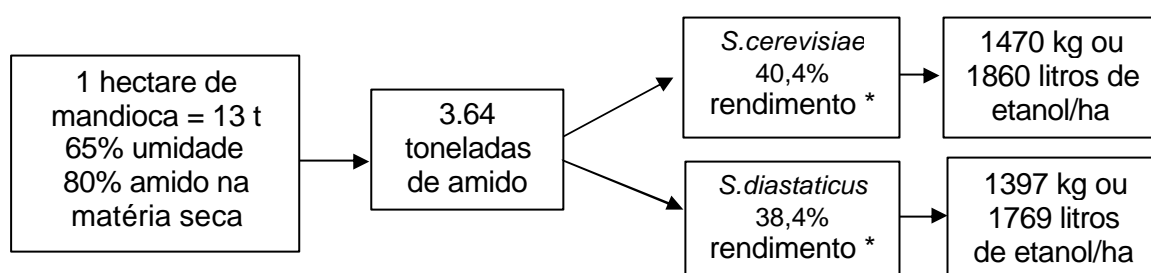 1 hectare de
mandioca = 13 t
65% umidade
80% amido na
matéria seca
3.64
toneladas
de amido
S.cerevisiae
40,4%
rendimento *
1470 kg ou
1860 litros de
etanol/ha
S.diastaticus
38,4%
rendimento *
1397 kg ou
1769 litros
de etanol/ha